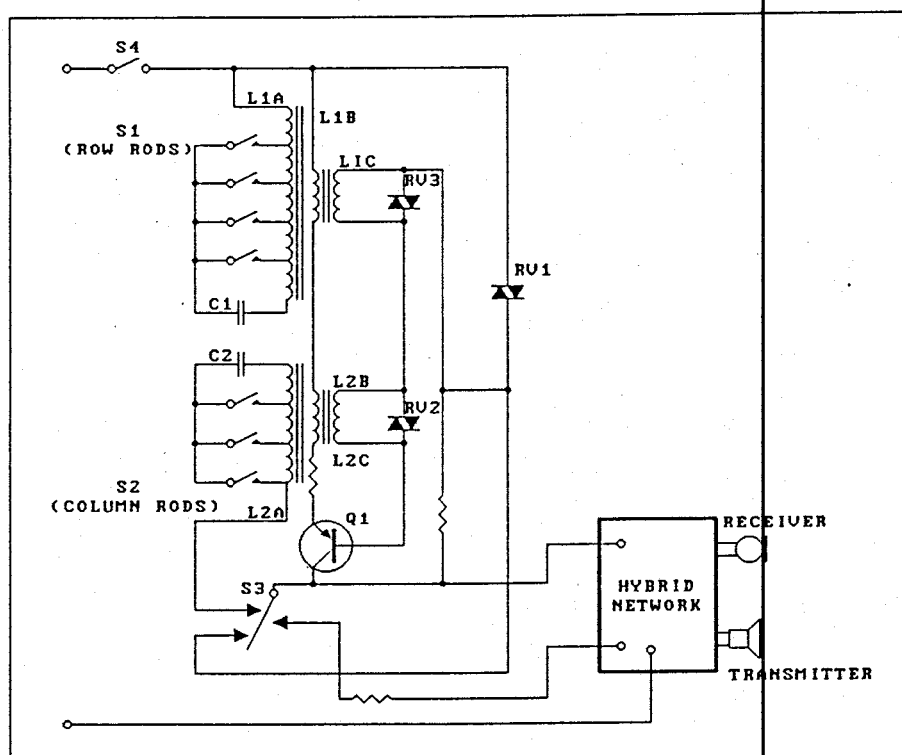 S4
L1A
L1B
S1
(ROW RODS)
L1C
RV3
RV1
C1
C2
L2B
RV2
L2C
S2
(COLUMN RODS)
L2A
Q1
RECEIVER
S3
HYBRID
NETWORK
TRANSMITTER